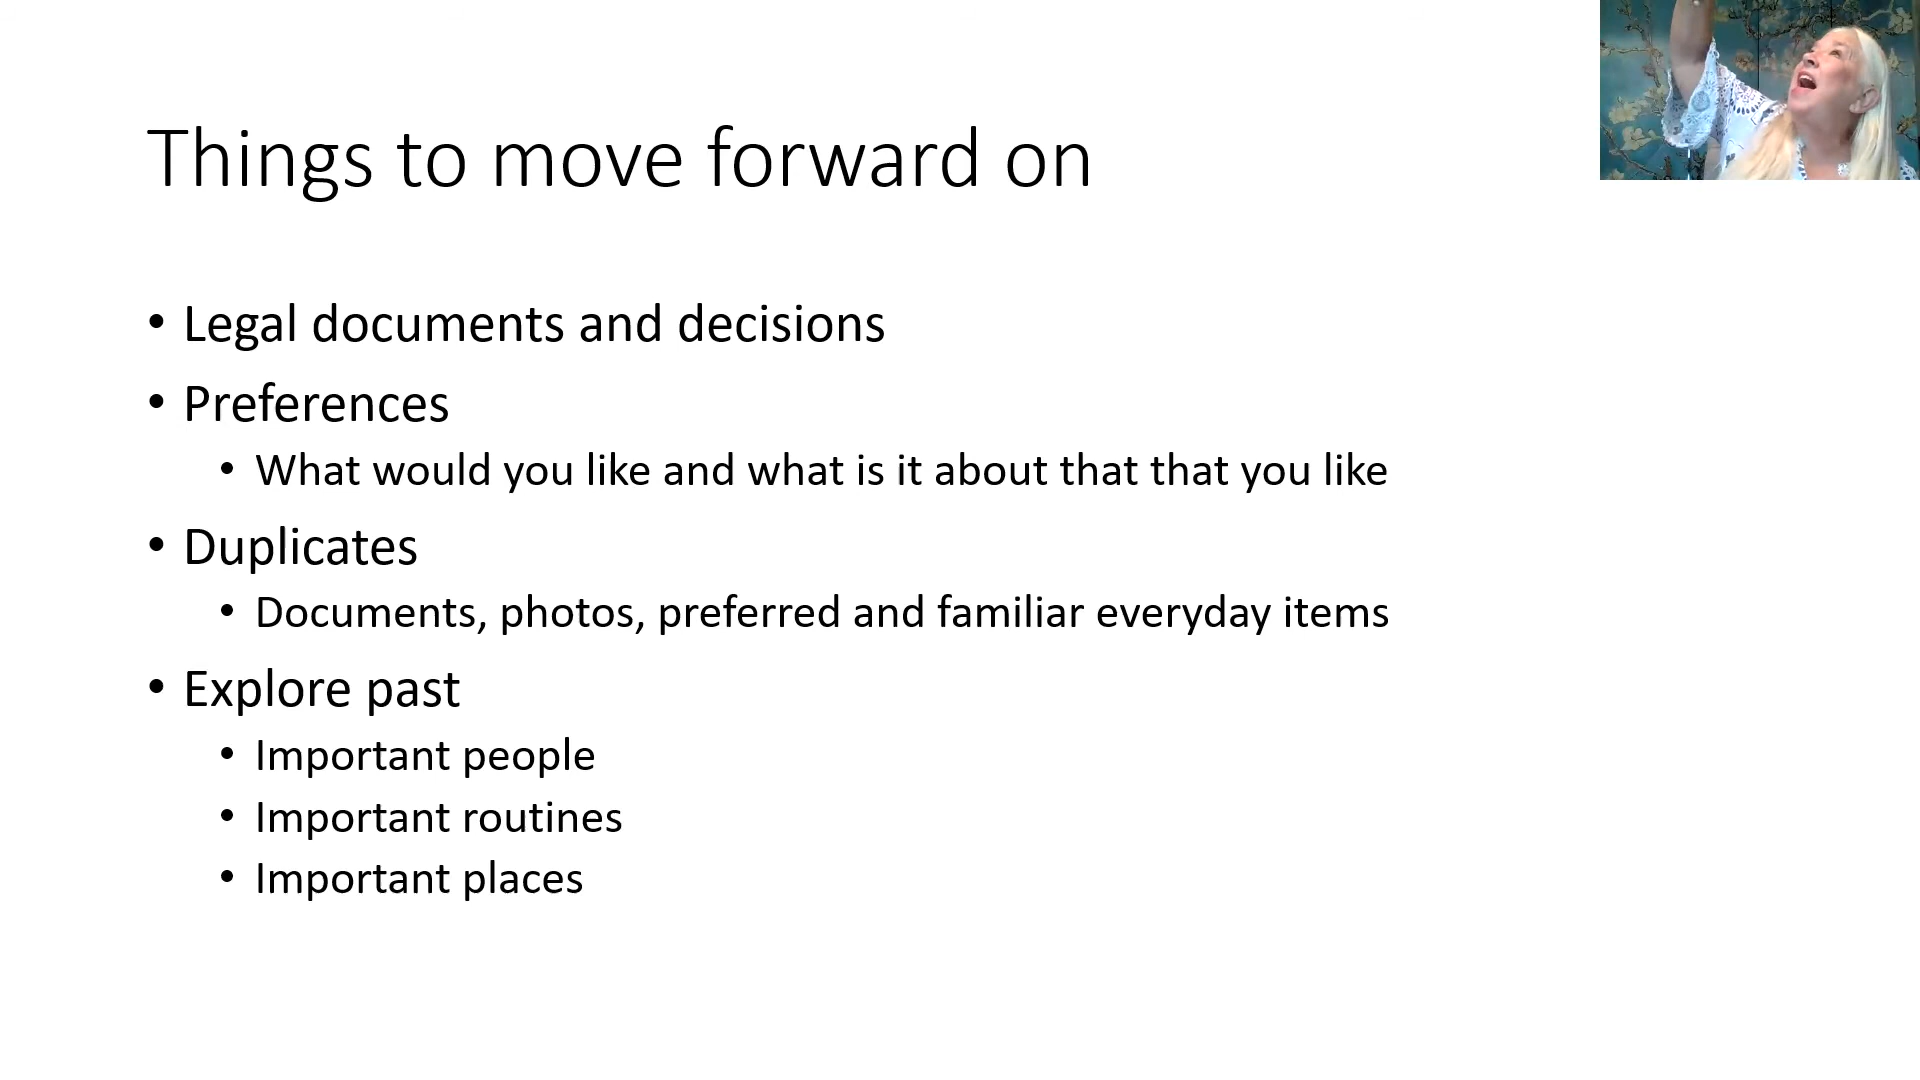 Things to move forward on
• Legal documents and decisions
• Preferences
• What would you like and what is it about that that you like
• Duplicates
• Documents, photos, preferred and familiar everyday items
• Explore past
• Important people
• Important routines
• Important places